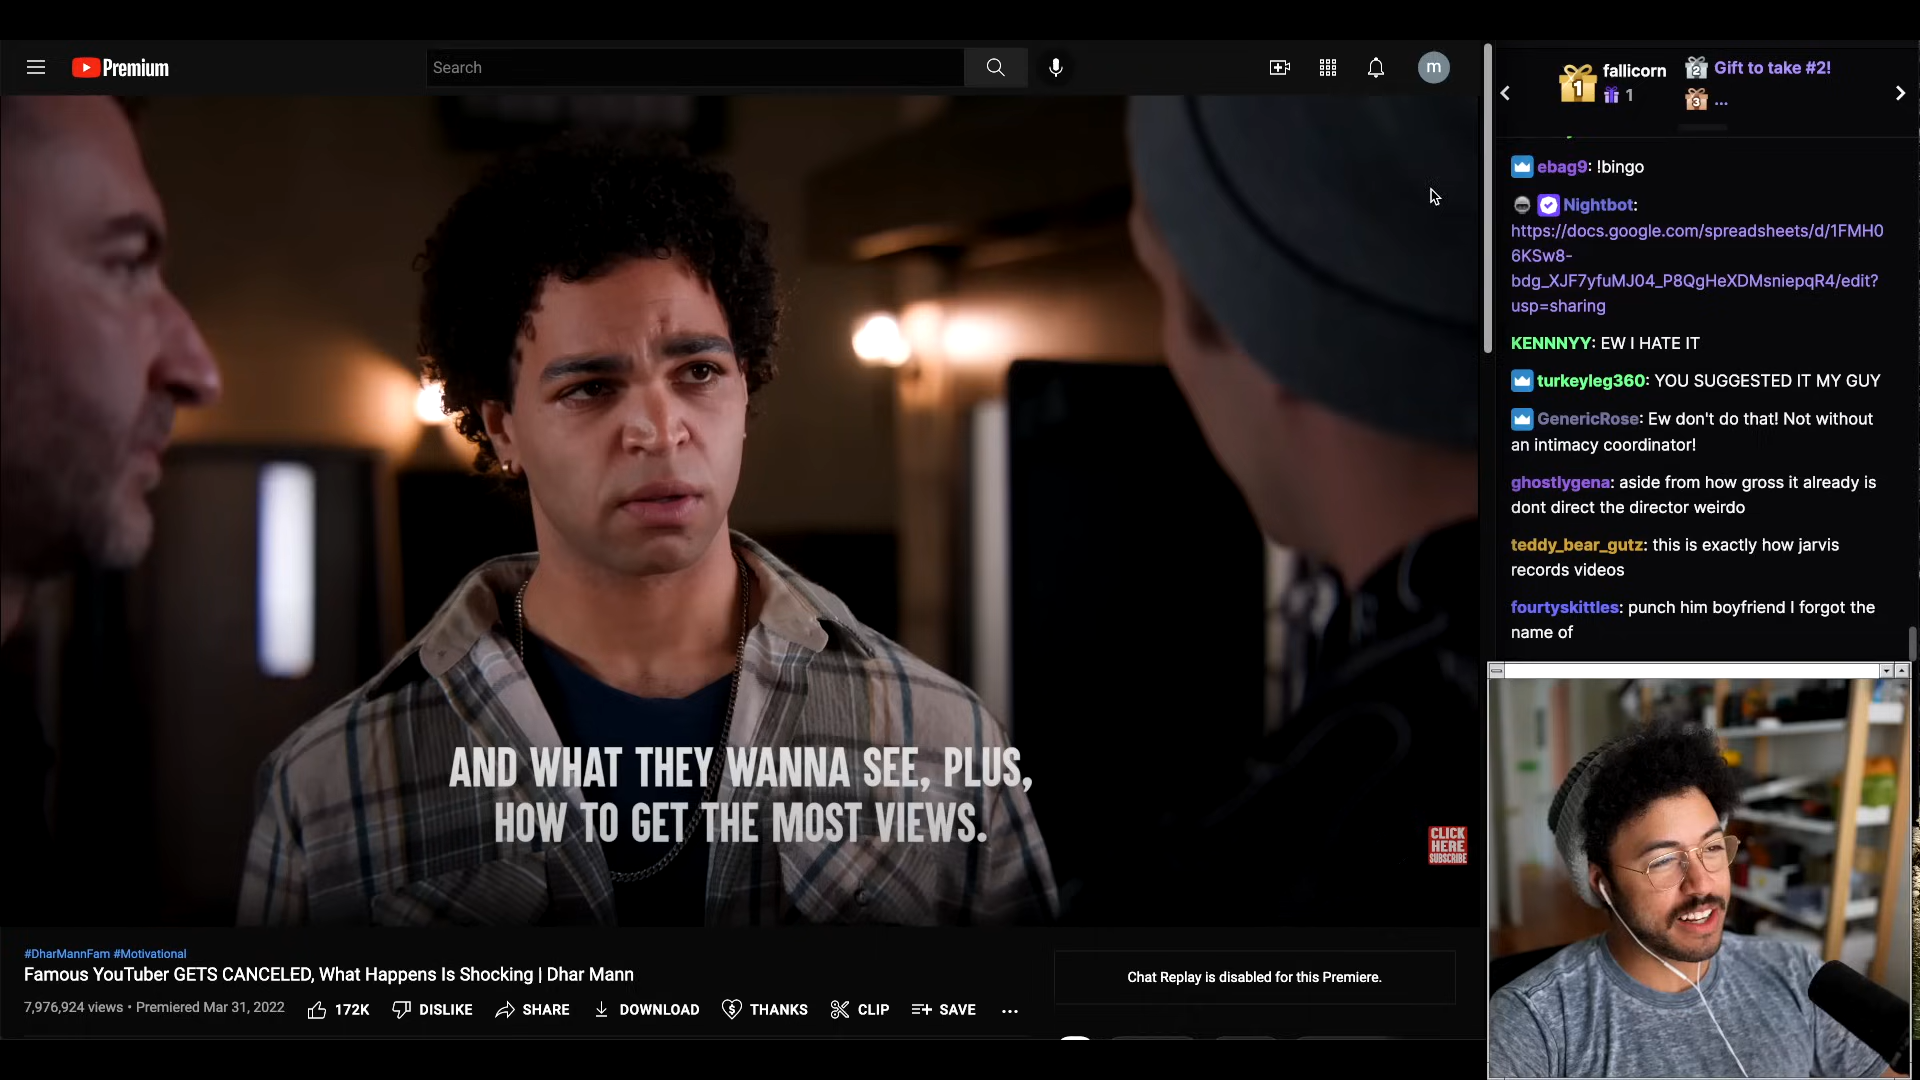 Premium
Search
m
1
fallicorn
1
2
Gift to take #2!
3
...
ebag9: !bingo
Nightbot:
https://docs.google.com/spreadsheets/d/1FMH0
6KSw8-
bdg_XJF7yfuMJ04_P8QgHeXDMsniepqR4/edit?
usp=sharing
KENNNYY: EW I HATE IT
turkeyleg360: YOU SUGGESTED IT MY GUY
GenericRose: Ew don't do that! Not without
an intimacy coordinator!
ghostlygena: aside from how gross it already is
dont direct the director weirdo
teddy_bear_gutz: this is exactly how jarvis
records videos
fourtyskittles: punch him boyfriend I forgot the
name of
AND WHAT THEY WANNA SEE, PLUS,
HOW TO GET THE MOST VIEWS.
CLICK
HERE
SUBSCRIBE
#DharMannFam #Motivational
Famous YouTuber GETS CANCELED, What Happens Is Shocking | Dhar Mann
7,976,924 views • Premiered Mar 31, 2022
172K
DISLIKE
SHARE
DOWNLOAD
THANKS
CLIP
SAVE
...
Chat Replay is disabled for this Premiere.